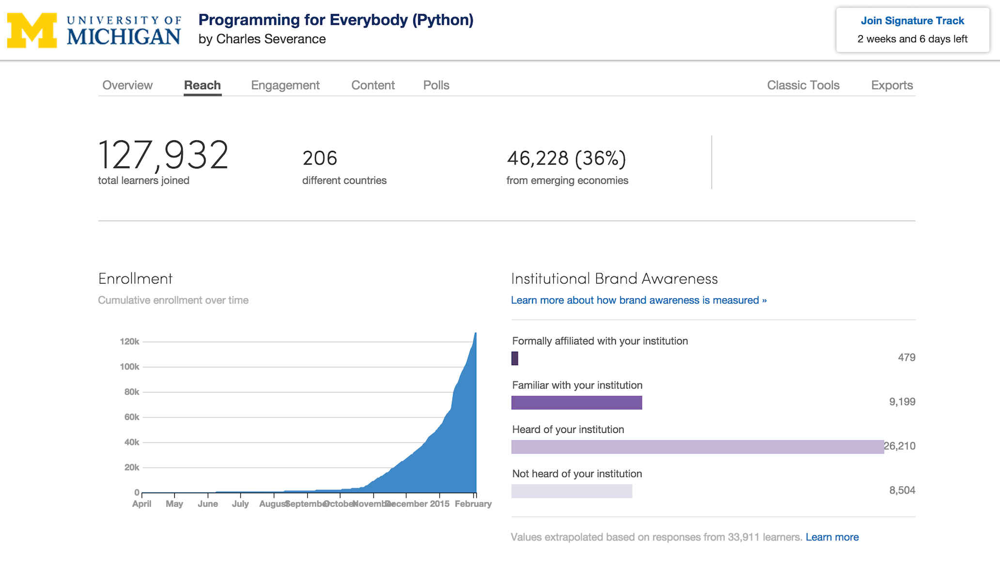 UNIVERSITY OF
MICHIGAN
Programming for Everybody (Python)
by Charles Severance
Join Signature Track
2 weeks and 6 days left
Overview Reach Engagement Content Polls Classic Tools Exports
127,932
total learners joined
206
different countries
46,228 (36%)
from emerging economies
Enrollment
Cumulative enrollment over time
120k
100k
80k
60k
40k
20k
0
April May June July August September October November December 2015 February
Institutional Brand Awareness
Learn more about how brand awareness is measured »
Formally affiliated with your institution
479
Familiar with your institution
9,199
Heard of your institution
26,210
Not heard of your institution
8,504
Values extrapolated based on responses from 33,911 learners. Learn more